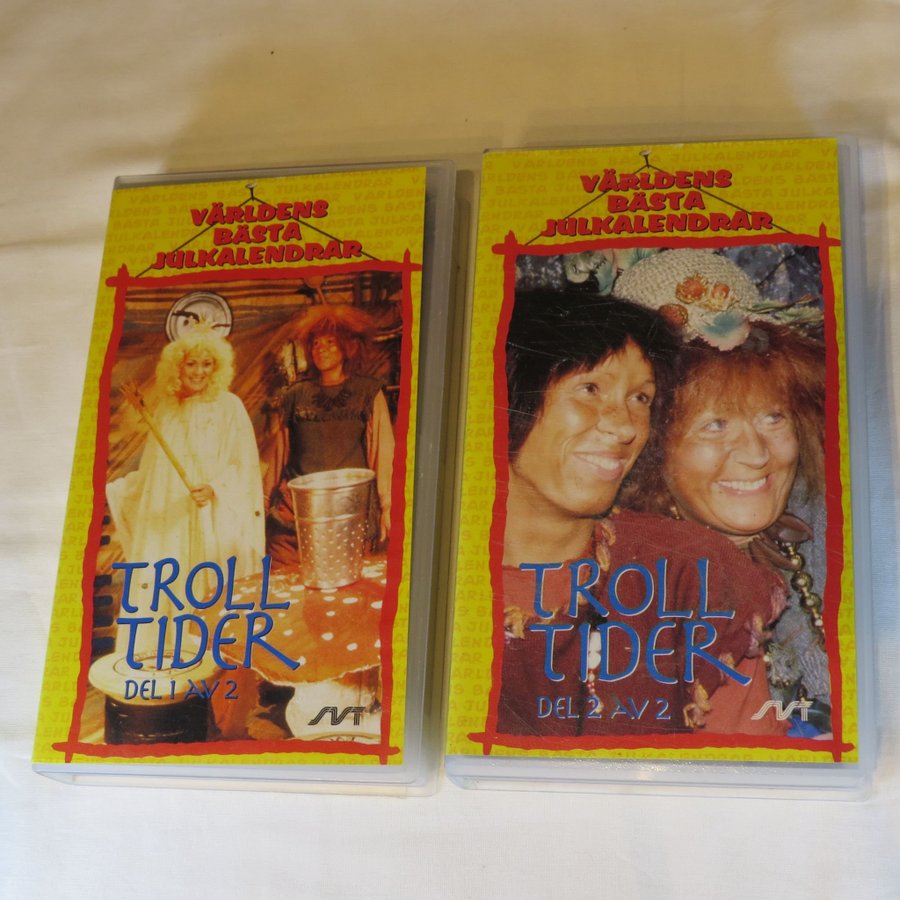 VÄRLDENS
BÄSTA
JULKALENDRAR
TROLL
TIDER
DEL 1 AV 2
SVT
VÄRLDENS
BÄSTA
JULKALENDRAR
TROLL
TIDER
DEL 2 AV 2
SVT